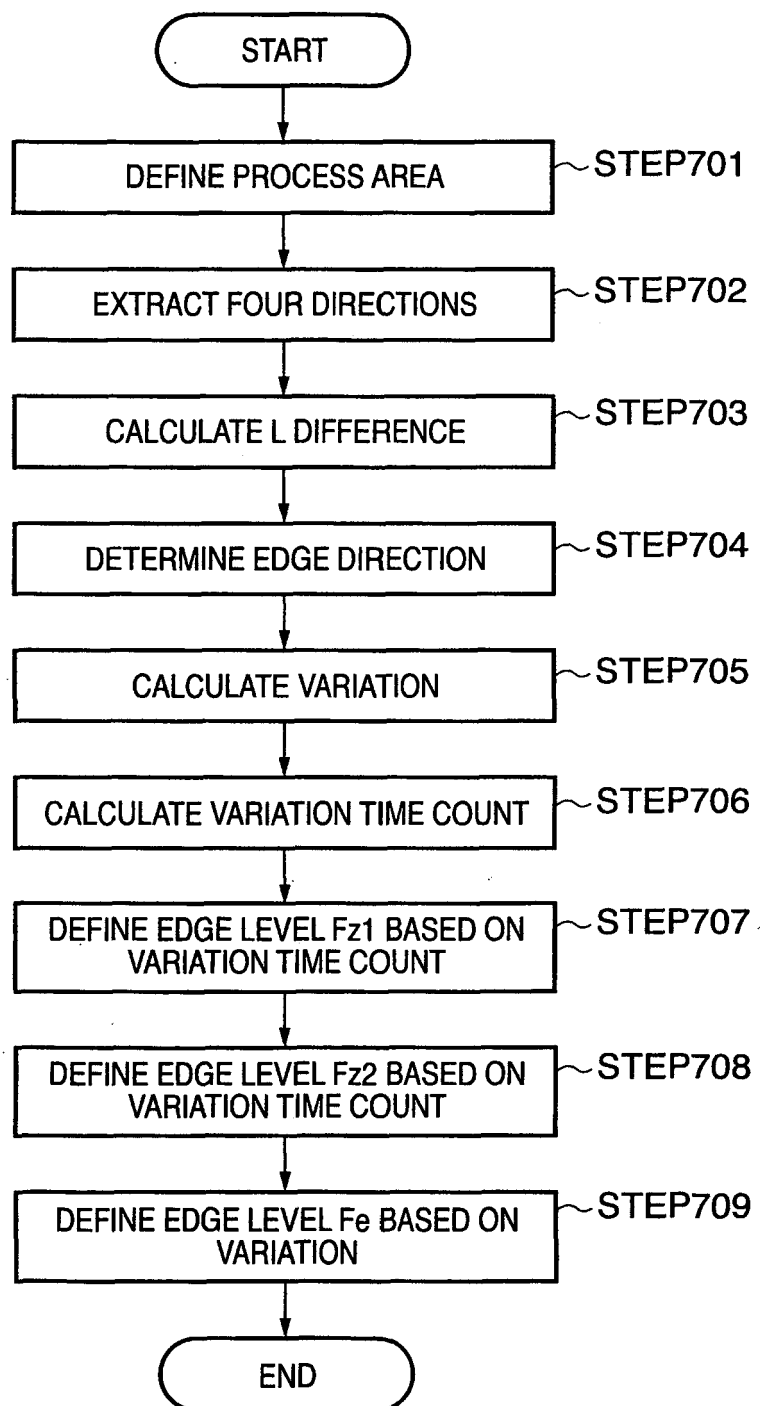 START
DEFINE PROCESS AREA
STEP701
EXTRACT FOUR DIRECTIONS
STEP702
CALCULATE L DIFFERENCE
STEP703
DETERMINE EDGE DIRECTION
STEP704
CALCULATE VARIATION
STEP705
CALCULATE VARIATION TIME COUNT
STEP706
DEFINE EDGE LEVEL Fz1 BASED ON
VARIATION TIME COUNT
STEP707
DEFINE EDGE LEVEL Fz2 BASED ON
VARIATION TIME COUNT
STEP708
DEFINE EDGE LEVEL Fe BASED ON
VARIATION
STEP709
END